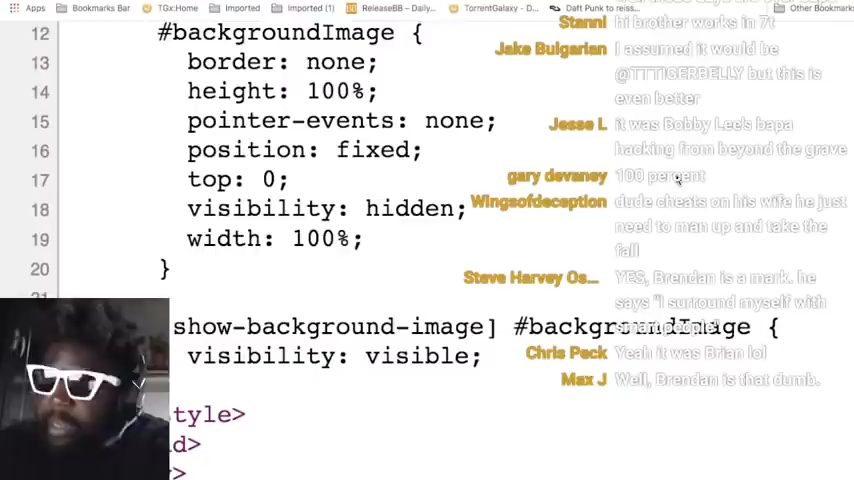 Apps
Bookmarks Bar
TGx:Home
Imported
Imported (1)
ReleaseBB – Daily...
TorrentGalaxy –
Daft Punk to reiss...
Other Bookmarks
12 #backgroundImage {
13 border: none;
14 height: 100%;
15 pointer-events: none;
16 position: fixed;
17 top: 0;
18 visibility: hidden;
19 width: 100%;
20 }
show-background-image] #backgroundImage {
visibility: visible;
tyle>
d>
>
Stanni hi brother works in 7t
Jake Bulgarian I assumed it would be
@TTTIGERBELLY but this is
even better
Jesse L it was Bobby Lee's bapa
hacking from beyond the grave
gary devaney 100 percent
Wingsofdeception dude cheats on his wife he just
need to man up and take the
fall
Steve Harvey Os... YES, Brendan is a mark. he
says "I surround myself with
smart people"
Chris Peck Yeah it was Brian lol
Max J Well, Brendan is that dumb.